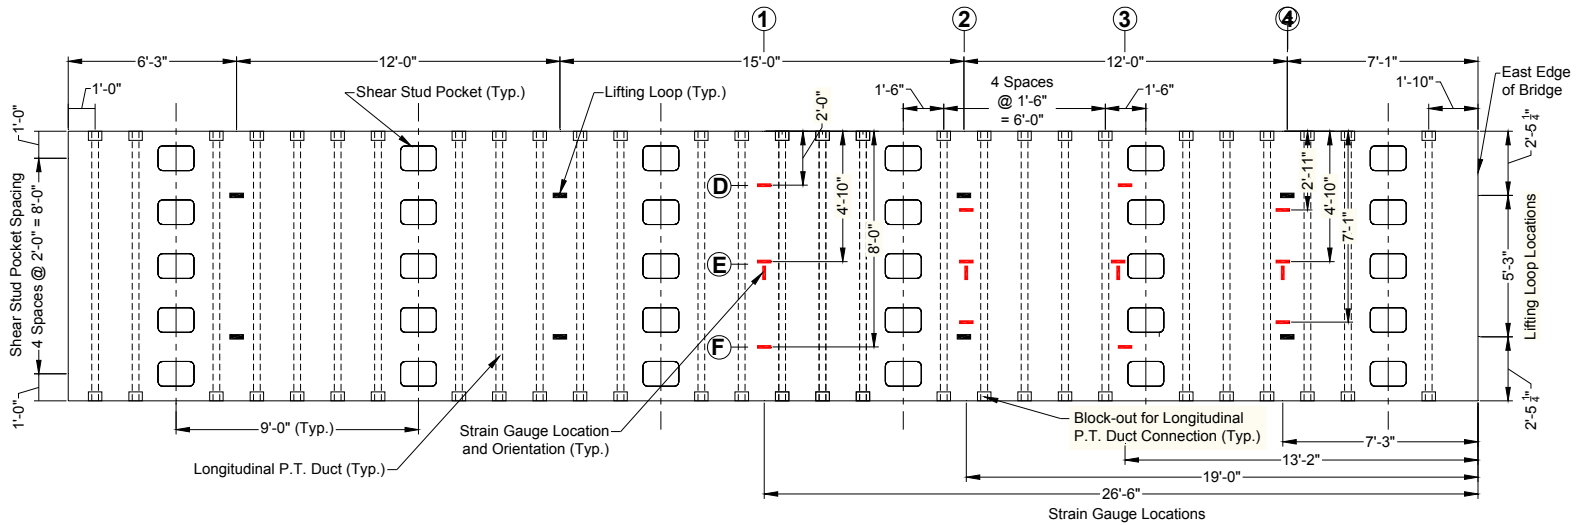 1
2
3
4
6'-3"
12'-0"
15'-0"
12'-0"
7'-1"
1'-0"
Shear Stud Pocket (Typ.)
Lifting Loop (Typ.)
2'-0"
1'-6"
4 Spaces
@ 1'-6"
= 6'-0"
1'-6"
1'-10"
East Edge
of Bridge
1'-0"
Shear Stud Pocket Spacing
4 Spaces @ 2'-0" = 8'-0"
1'-0"
D
E
F
4'-10"
8'-0"
2'-11"
4'-10"
7'-1"
2'-5 1/4"
5'-3"
Lifting Loop Locations
2'-5 1/4"
9'-0" (Typ.)
Longitudinal P.T. Duct (Typ.)
Strain Gauge Location
and Orientation (Typ.)
Block-out for Longitudinal
P.T. Duct Connection (Typ.)
7'-3"
13'-2"
19'-0"
26'-6"
Strain Gauge Locations